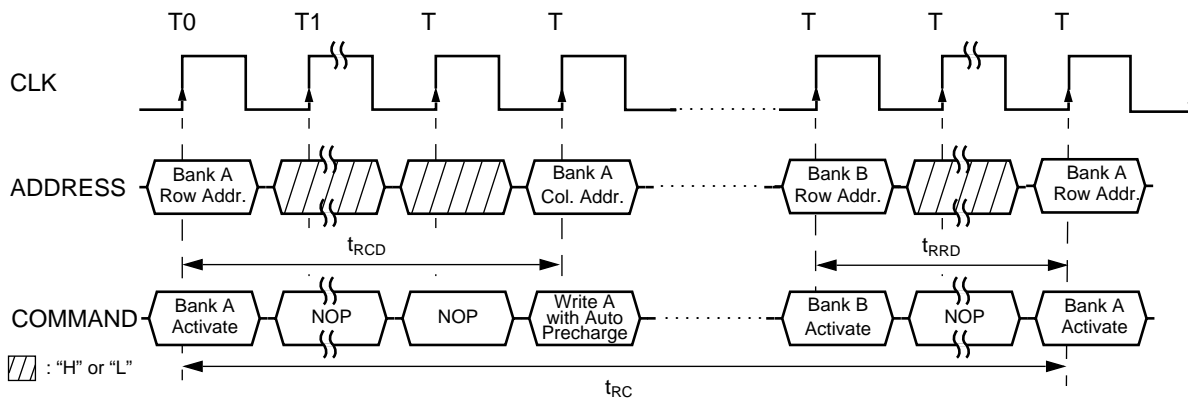 T0 T1 T T T T T
CLK
ADDRESS
Bank A
Row Addr.
Bank A
Col. Addr.
Bank B
Row Addr.
Bank A
Row Addr.
tRCD
tRRD
COMMAND
Bank A
Activate
NOP
NOP
Write A
with Auto
Precharge
Bank B
Activate
NOP
Bank A
Activate
: “H” or “L”
tRC